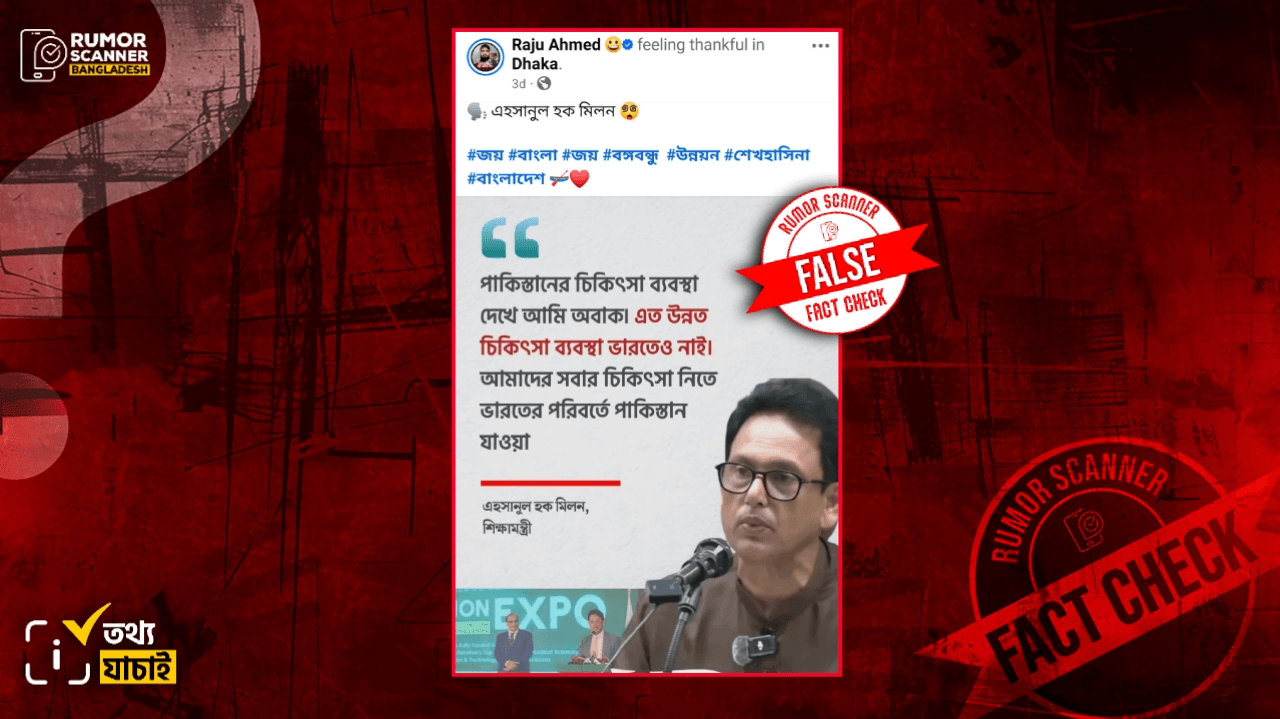 RUMOR
SCANNER
BANGLADESH
Raju Ahmed 😀 feeling thankful in
Dhaka.
3d ·
🗣️ এহসানুল হক মিলন 😵‍💫
#জয় #বাংলা #জয় #বঙ্গবন্ধু #উন্নয়ন #শেখহাসিনা
#বাংলাদেশ 🛶♥️
RUMOR SCANNER
FALSE
FACT CHECK
পাকিস্তানের চিকিৎসা ব্যবস্থা
দেখে আমি অবাক। এত উন্নত
চিকিৎসা ব্যবস্থা ভারতেও নাই।
আমাদের সবার চিকিৎসা নিতে
ভারতের পরিবর্তে পাকিস্তান
যাওয়া
এহসানুল হক মিলন,
শিক্ষামন্ত্রী
ION EXPO
RUMOR SCANNER
FACT CHECK
তথ্য
যাচাই